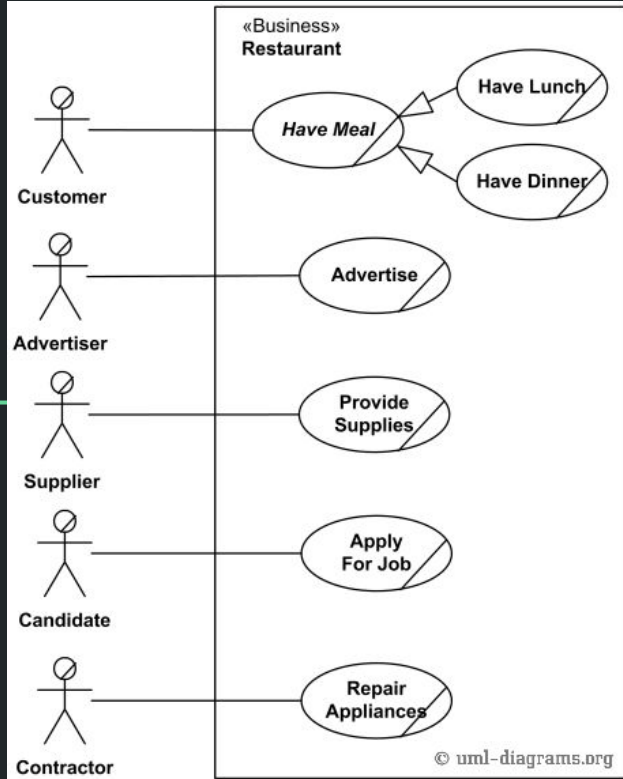 «Business»
Restaurant
Have Lunch
Have Meal
Have Dinner
Customer
Advertise
Advertiser
Provide
Supplies
Supplier
Apply
For Job
Candidate
Repair
Appliances
Contractor
© uml-diagrams.org